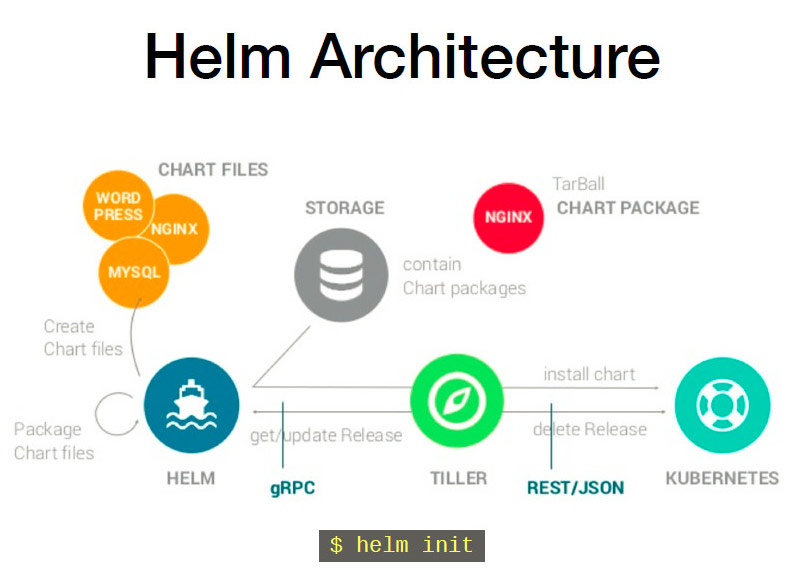 Helm Architecture
CHART FILES
WORD
PRESS
NGINX
MYSQL
STORAGE
contain
Chart packages
NGINX
TarBall
CHART PACKAGE
Create
Chart files
Package
Chart files
HELM
get/update Release
gRPC
TILLER
install chart
delete Release
REST/JSON
KUBERNETES
$ helm init